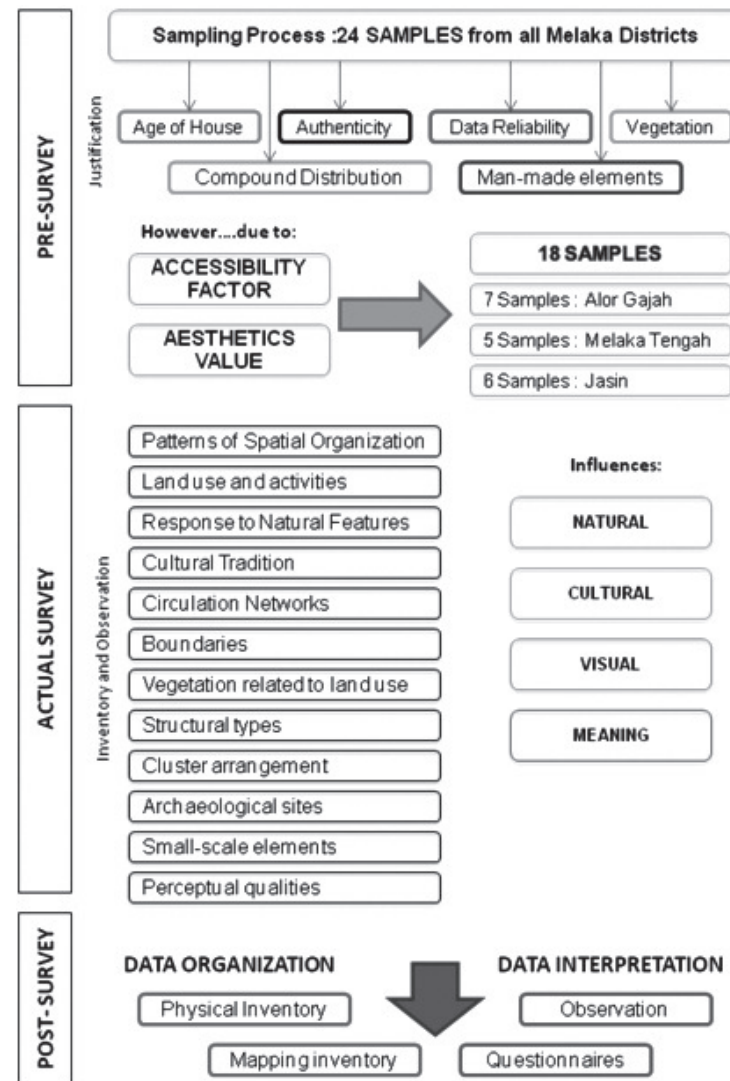 Sampling Process :24 SAMPLES from all Melaka Districts
PRE-SURVEY
Justification
Age of House
Authenticity
Data Reliability
Vegetation
Compound Distribution
Man-made elements
However....due to:
ACCESSIBILITY
FACTOR
AESTHETICS
VALUE
18 SAMPLES
7 Samples : Alor Gajah
5 Samples : Melaka Tengah
6 Samples : Jasin
ACTUAL SURVEY
Inventory and Observation
Patterns of Spatial Organization
Land use and activities
Response to Natural Features
Cultural Tradition
Circulation Networks
Boundaries
Vegetation related to land use
Structural types
Cluster arrangement
Archaeological sites
Small-scale elements
Perceptual qualities
Influences:
NATURAL
CULTURAL
VISUAL
MEANING
POST- SURVEY
DATA ORGANIZATION
DATA INTERPRETATION
Physical Inventory
Observation
Mapping inventory
Questionnaires